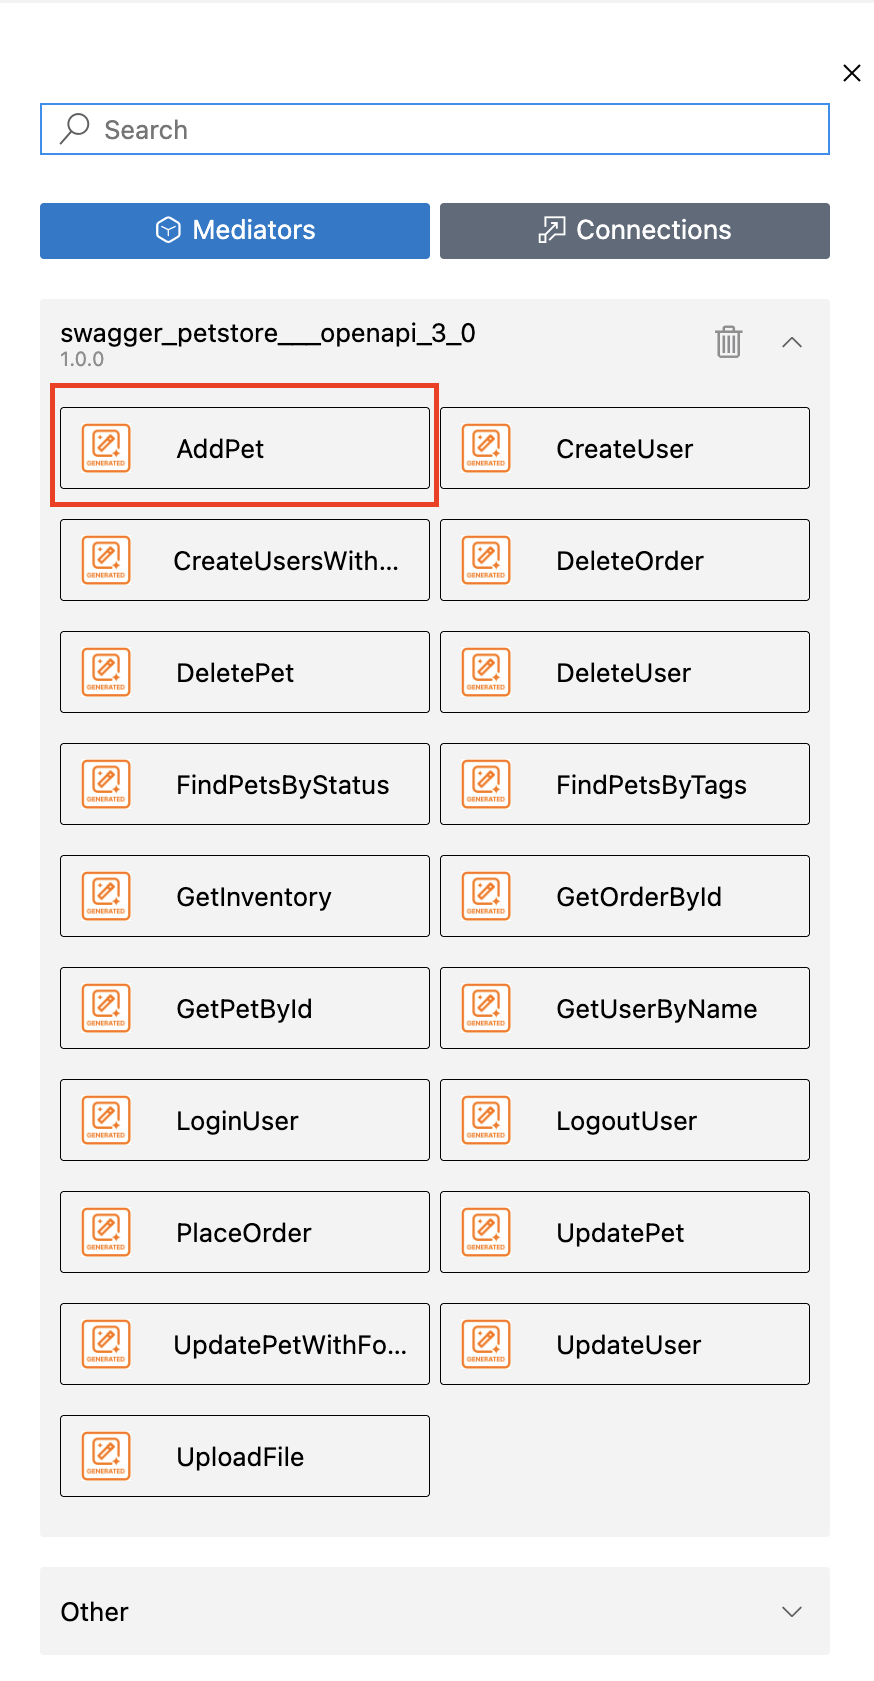 Search
Mediators
Connections
swagger_petstore___openapi_3_0
1.0.0
GENERATED
AddPet
GENERATED
CreateUser
GENERATED
CreateUsersWith...
GENERATED
DeleteOrder
GENERATED
DeletePet
GENERATED
DeleteUser
GENERATED
FindPetsByStatus
GENERATED
FindPetsByTags
GENERATED
GetInventory
GENERATED
GetOrderById
GENERATED
GetPetById
GENERATED
GetUserByName
GENERATED
LoginUser
GENERATED
LogoutUser
GENERATED
PlaceOrder
GENERATED
UpdatePet
GENERATED
UpdatePetWithFo...
GENERATED
UpdateUser
GENERATED
UploadFile
Other